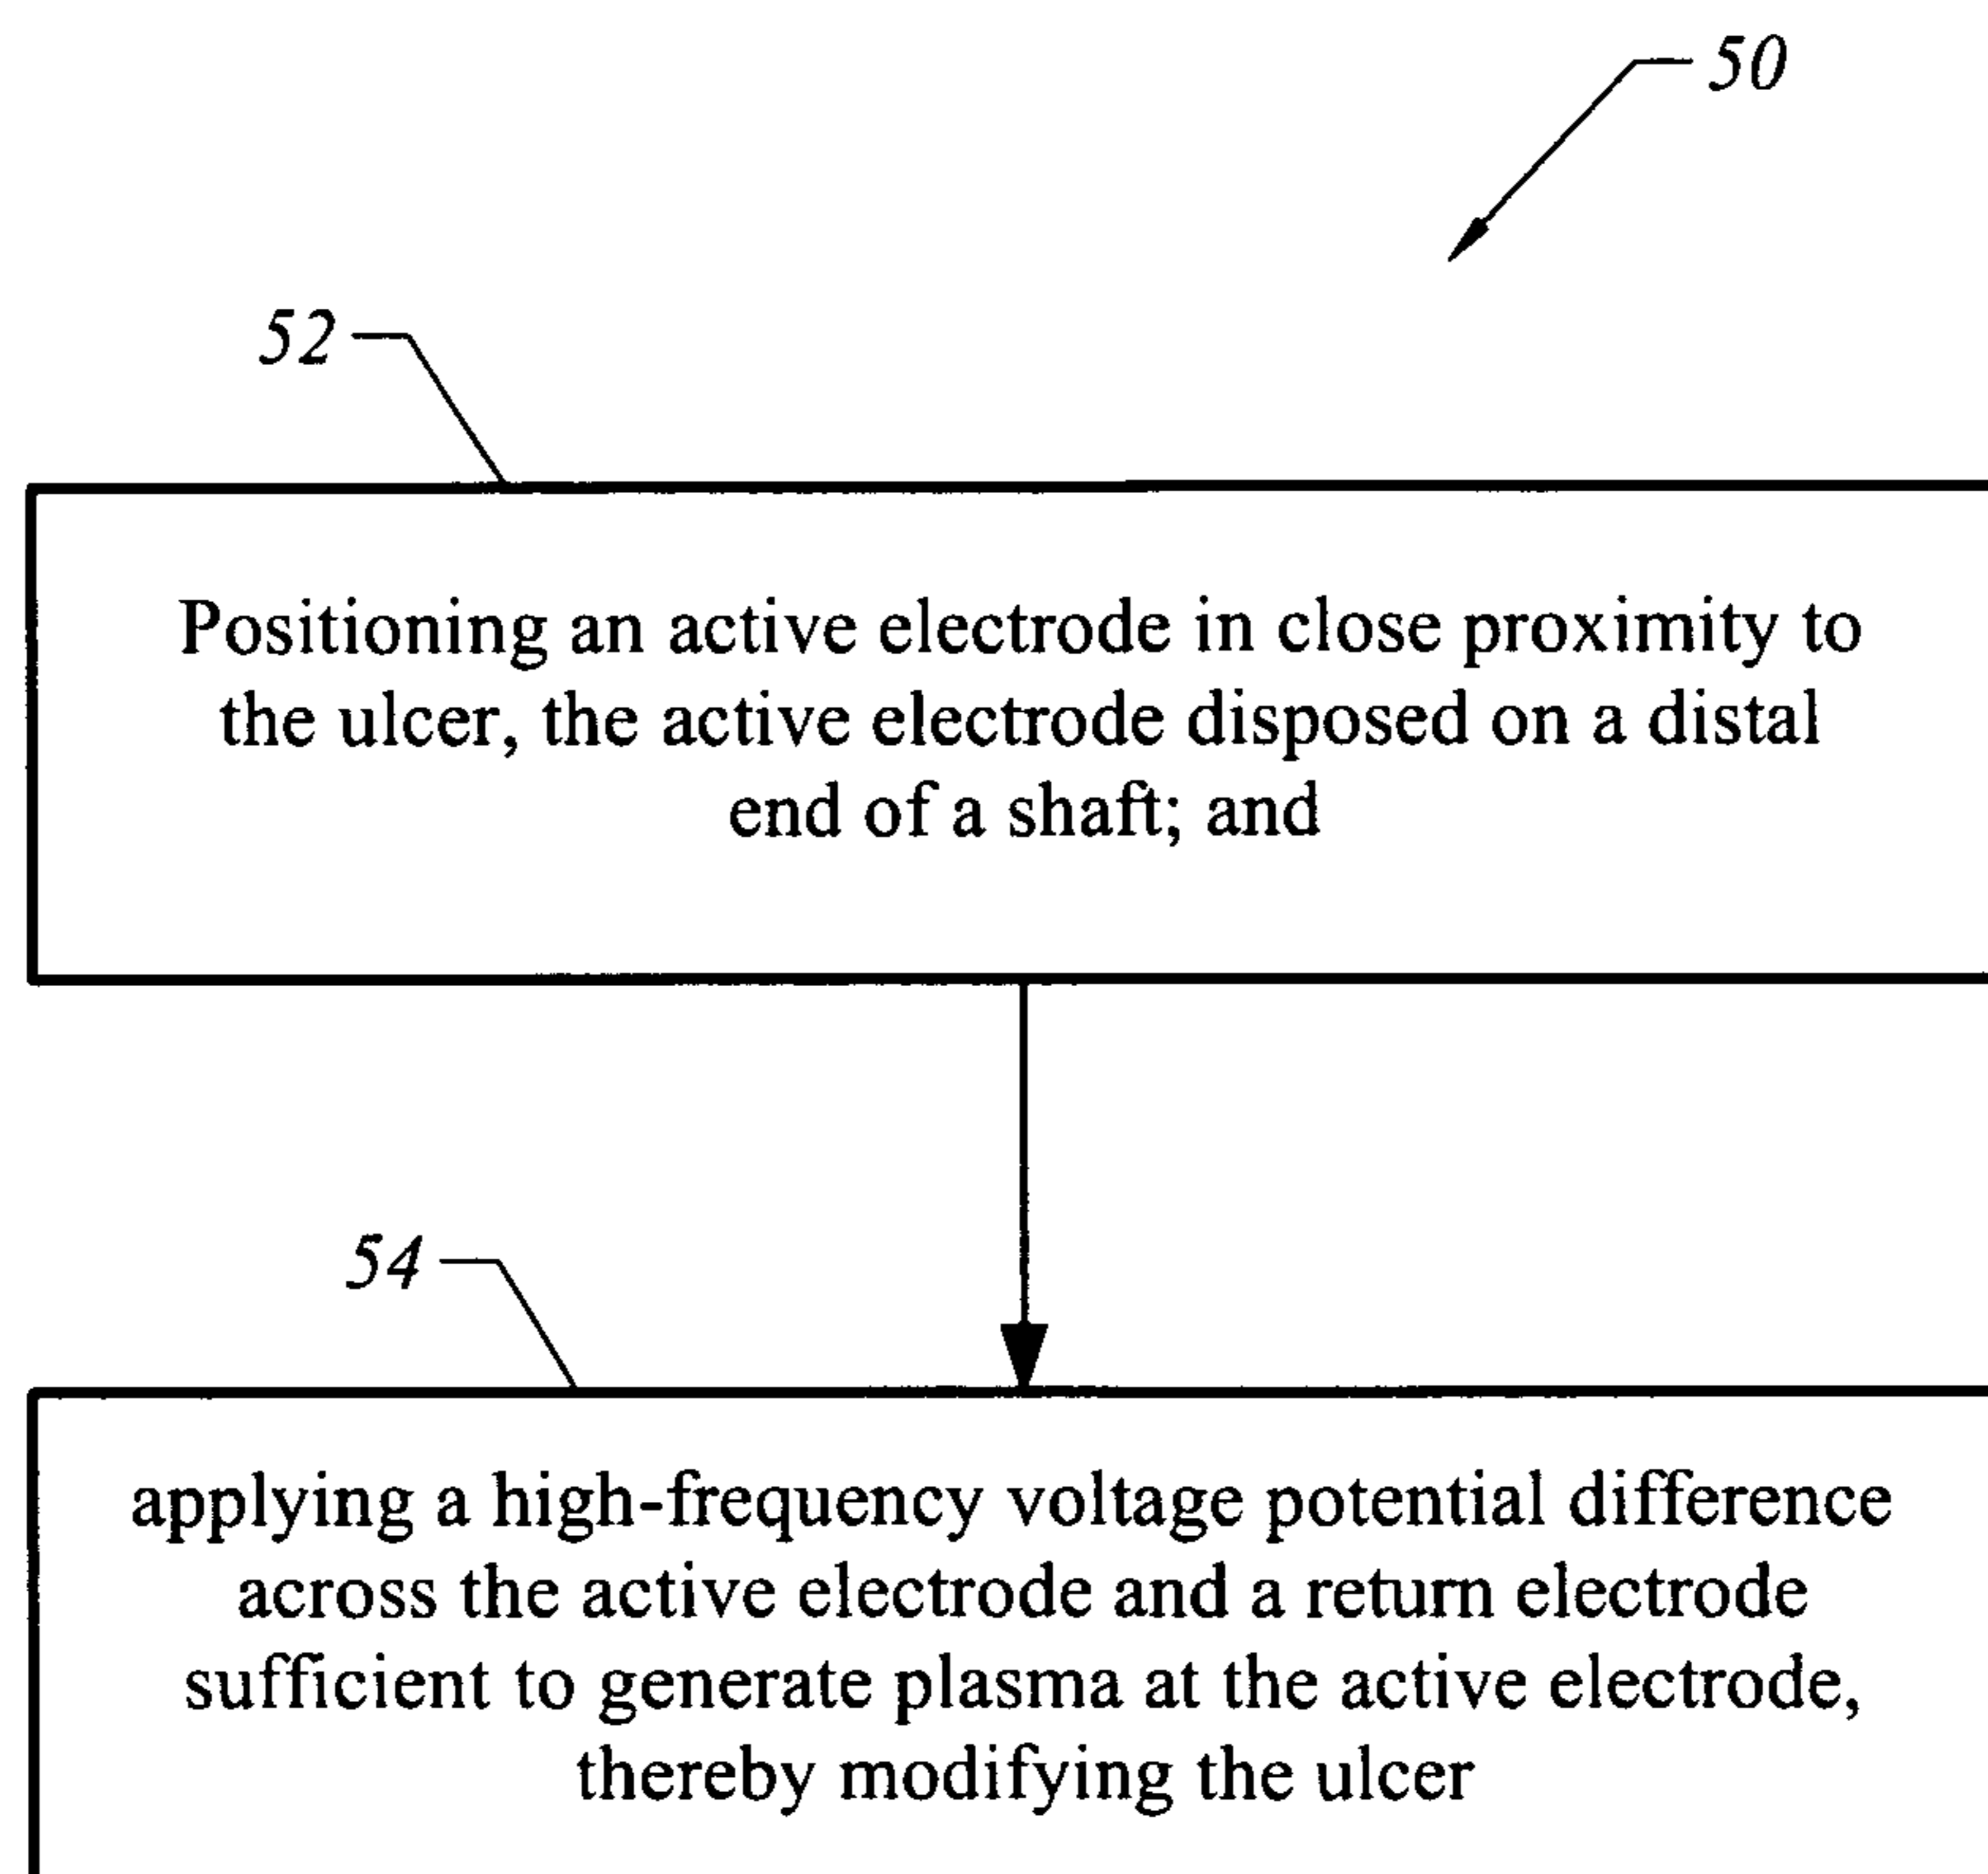 50
52
Positioning an active electrode in close proximity to
the ulcer, the active electrode disposed on a distal
end of a shaft; and
54
applying a high-frequency voltage potential difference
across the active electrode and a return electrode
sufficient to generate plasma at the active electrode,
thereby modifying the ulcer